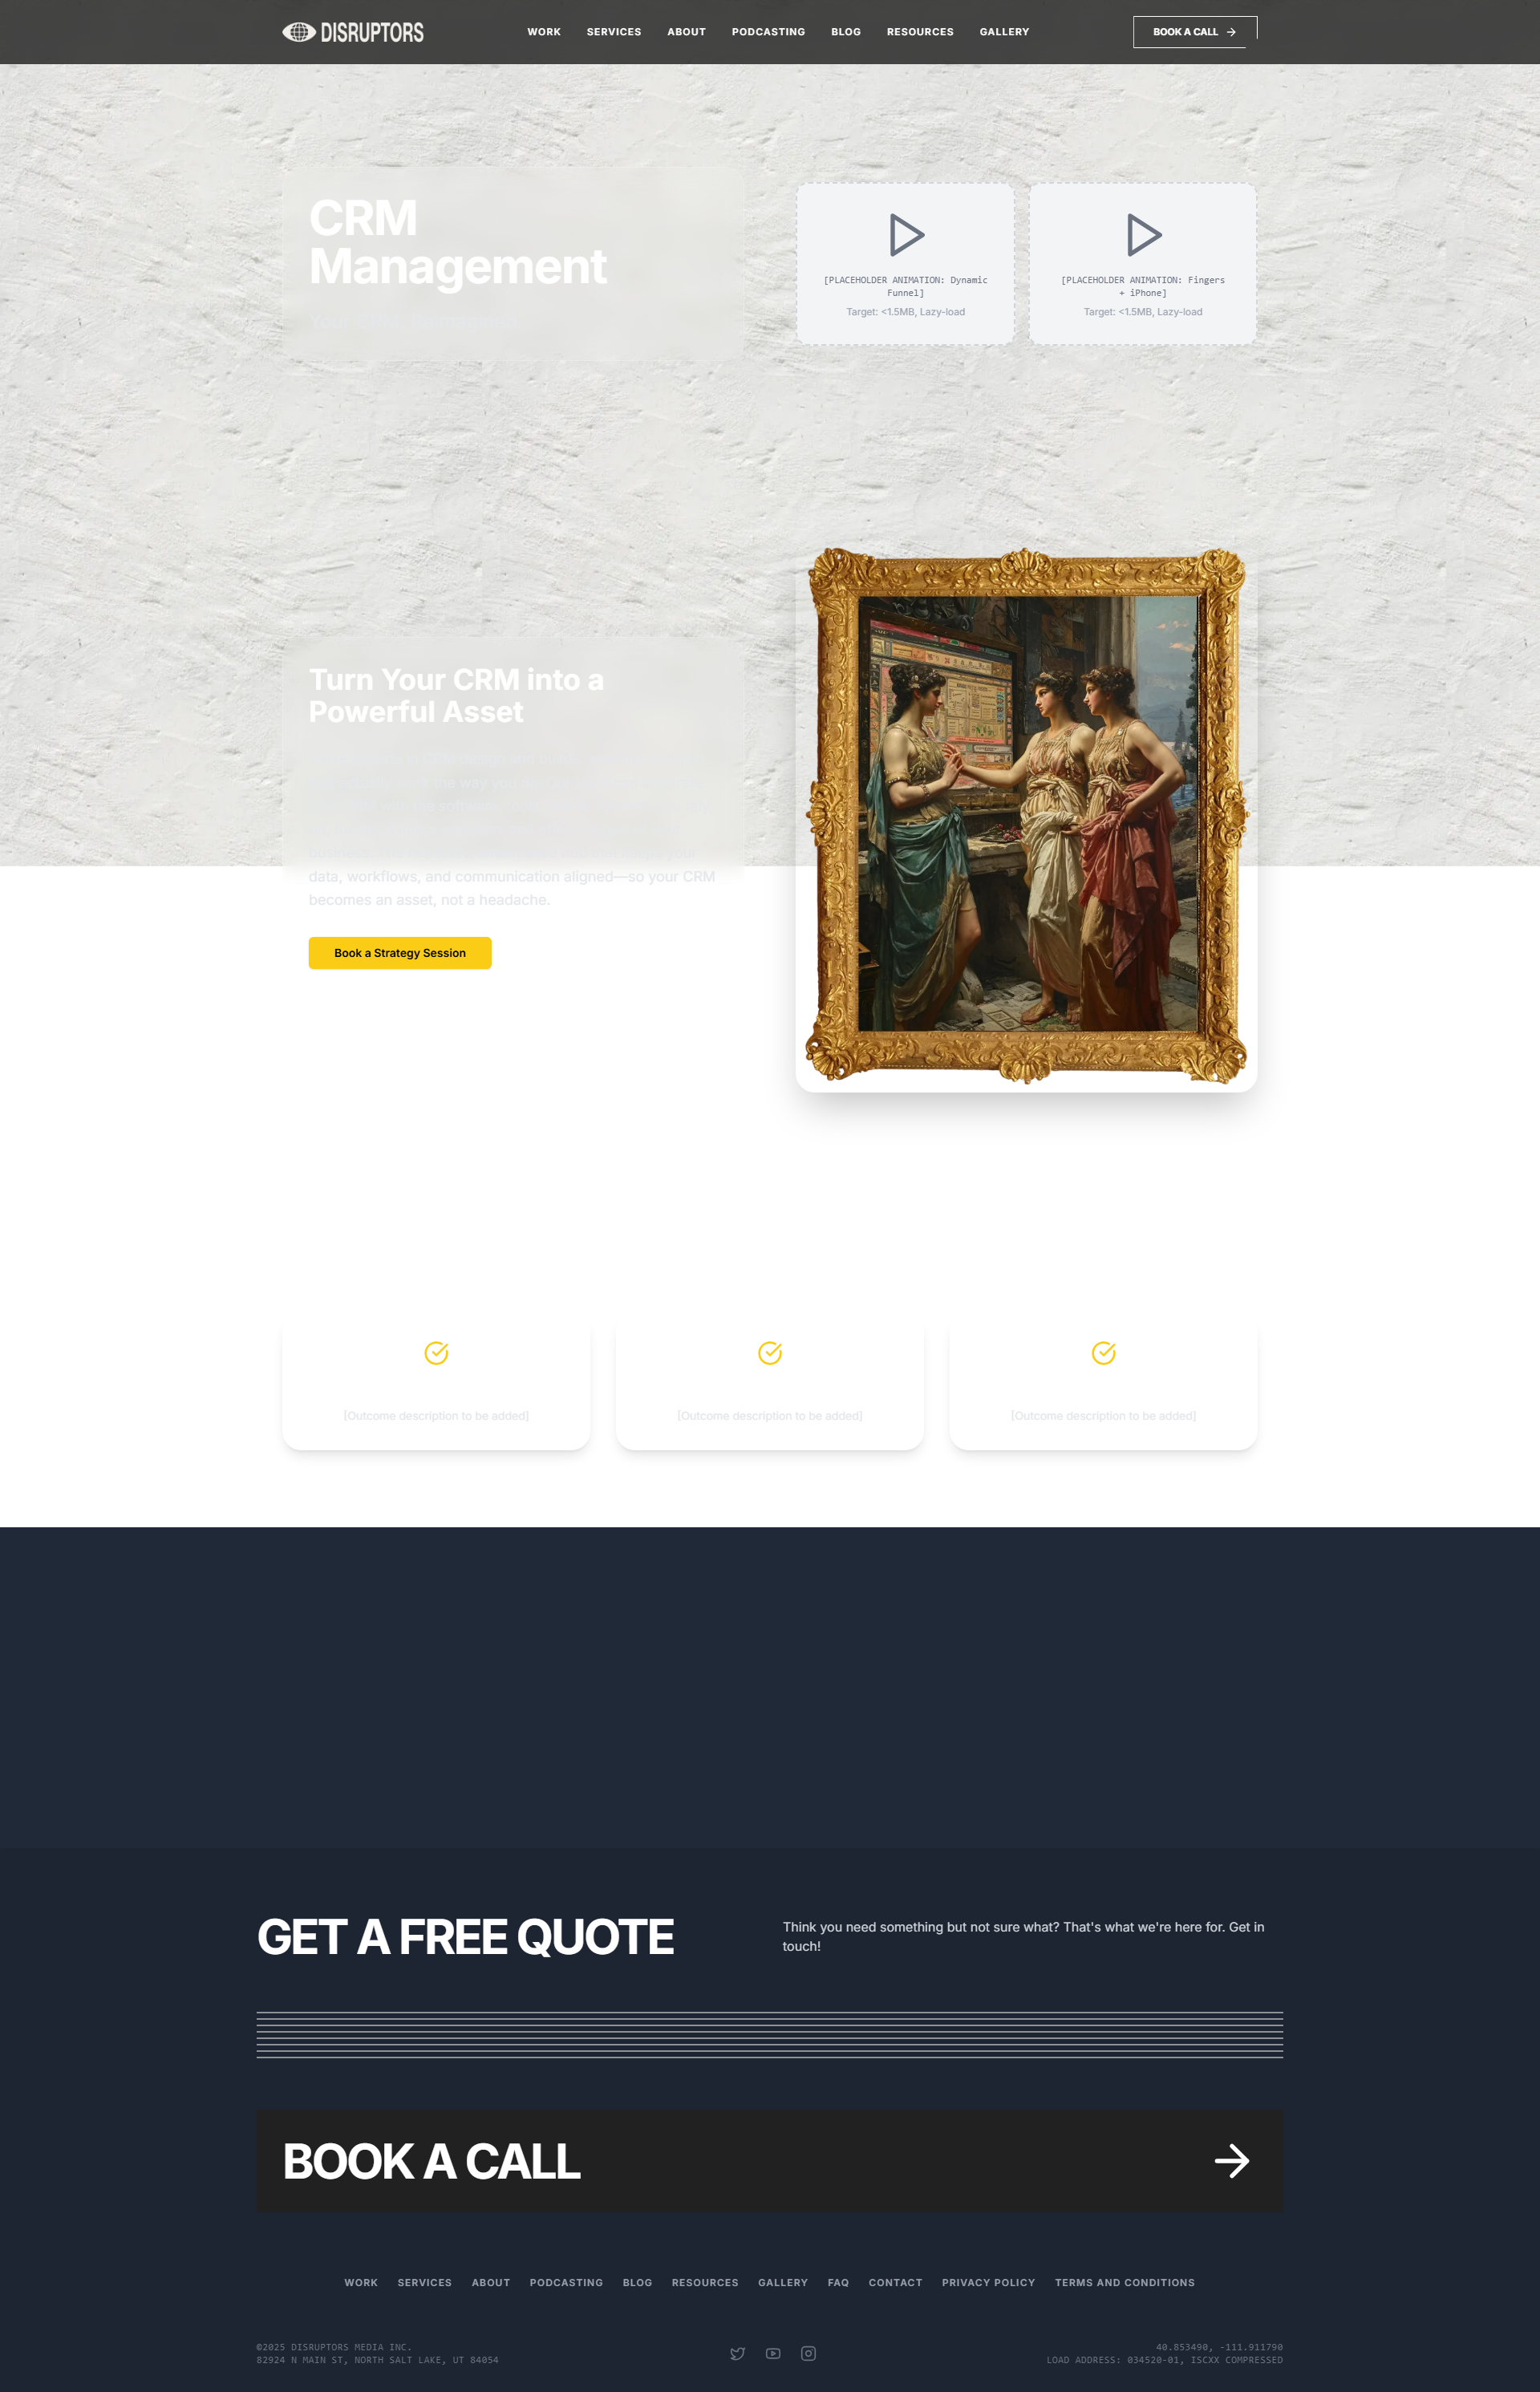 DISRUPTORS
WORK SERVICES ABOUT PODCASTING BLOG RESOURCES GALLERY
BOOK A CALL
CRM
Management
[PLACEHOLDER ANIMATION: Dynamic
Funnel]
Target: <1.5MB, Lazy-load
[PLACEHOLDER ANIMATION: Fingers
+ iPhone]
Target: <1.5MB, Lazy-load
Turn Your CRM into a
Powerful Asset
data, workflows, and communication aligned—so your CRM
becomes an asset, not a headache.
Book a Strategy Session
[Outcome description to be added]
[Outcome description to be added]
[Outcome description to be added]
GET A FREE QUOTE
Think you need something but not sure what? That's what we're here for. Get in
touch!
BOOK A CALL
WORK SERVICES ABOUT PODCASTING BLOG RESOURCES GALLERY FAQ CONTACT PRIVACY POLICY TERMS AND CONDITIONS
©2025 DISRUPTORS MEDIA INC.
82924 N MAIN ST, NORTH SALT LAKE, UT 84054
40.853490, -111.911790
LOAD ADDRESS: 034520-01, ISCXX COMPRESSED